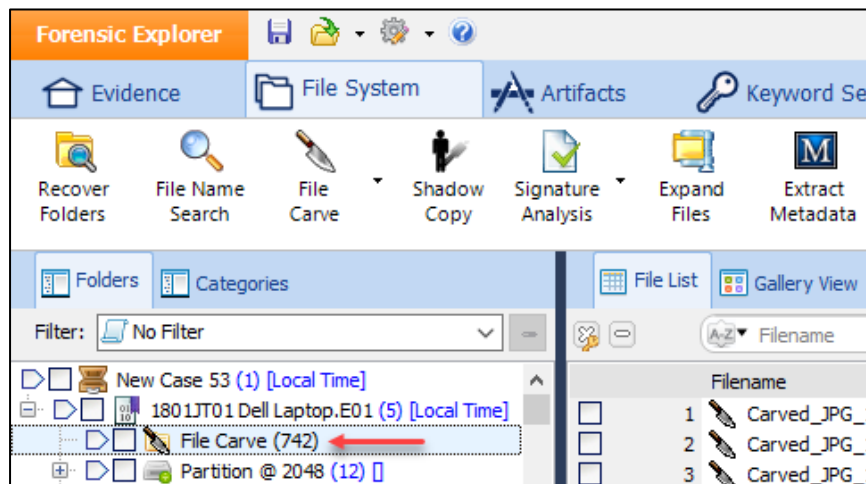 Forensic Explorer
Evidence File System Artifacts Keyword Se
Recover Folders File Name Search File Carve Shadow Copy Signature Analysis Expand Files Extract Metadata
M
Folders Categories File List Gallery View
Filter: No Filter A-Z Filename
New Case 53 (1) [Local Time] Filename
1801JT01 Dell Laptop.E01 (5) [Local Time] 1 Carved_JPG_
File Carve (742) 2 Carved_JPG_
Partition @ 2048 (12) [] 3 Carved_JPG_